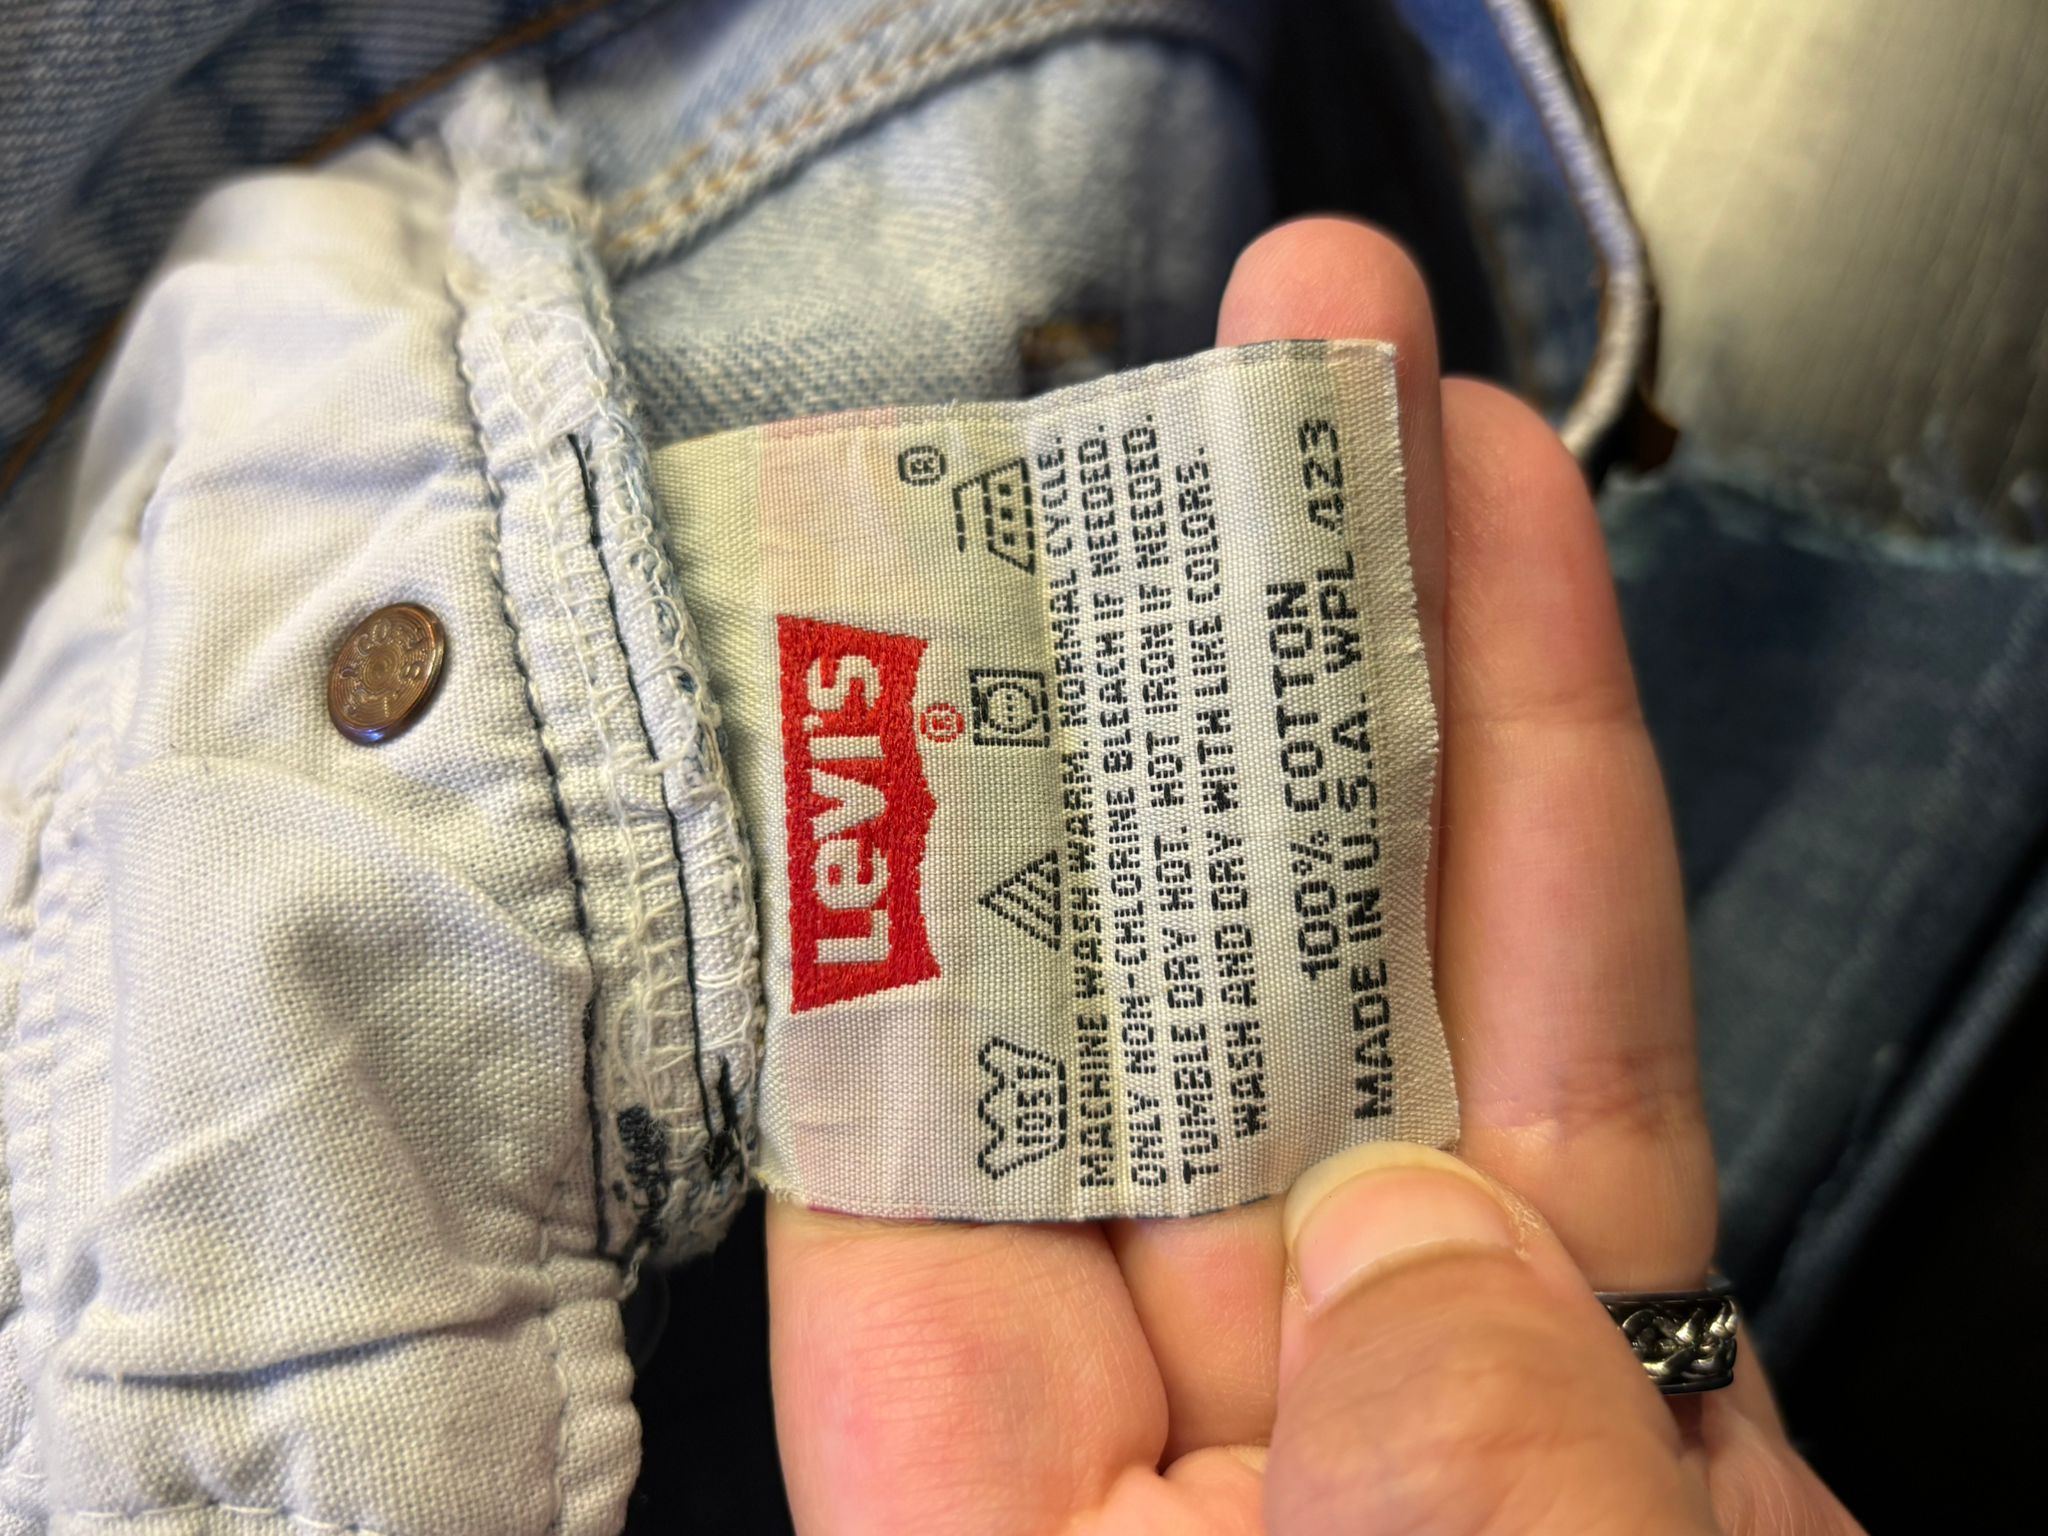 Levi's®
®
105F
MACHINE WASH WARM. NORMAL CYCLE.
ONLY NON-CHLORINE BLEACH IF NEEDED.
TUMBLE DRY HOT. HOT IRON IF NEEDED.
WASH AND DRY WITH LIKE COLORS.
100% COTTON
MADE IN U.S.A. WPL 423